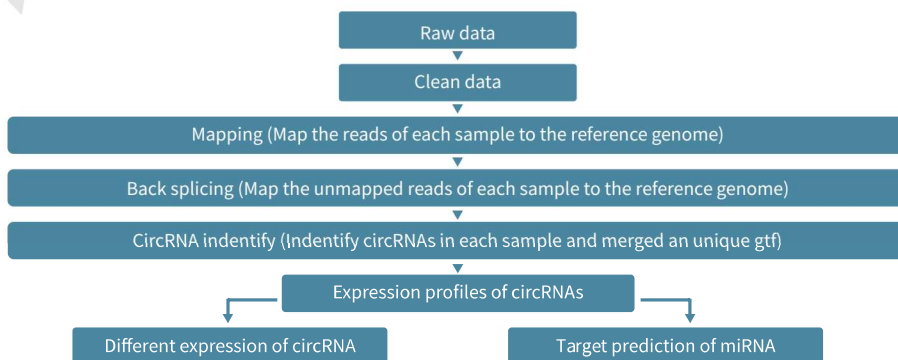 Raw data
Clean data
Mapping (Map the reads of each sample to the reference genome)
Back splicing (Map the unmapped reads of each sample to the reference genome)
CircRNA indentify (Indentify circRNAs in each sample and merged an unique gtf)
Expression profiles of circRNAs
Different expression of circRNA
Target prediction of miRNA